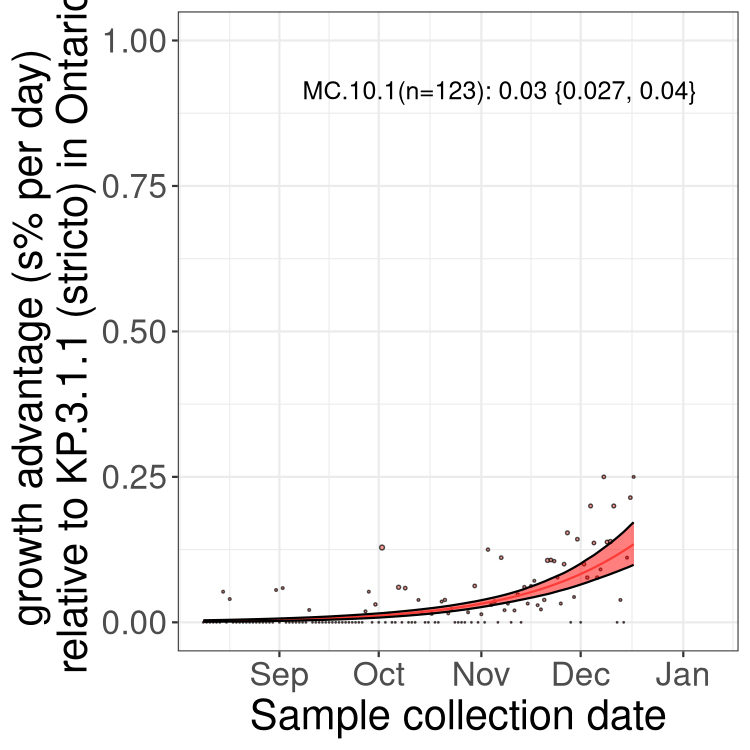 growth advantage (s% per day)
relative to KP.3.1.1 (stricto) in Ontario
1.00
0.75
0.50
0.25
0.00
MC.10.1(n=123): 0.03 {0.027, 0.04}
Sep Oct Nov Dec Jan
Sample collection date